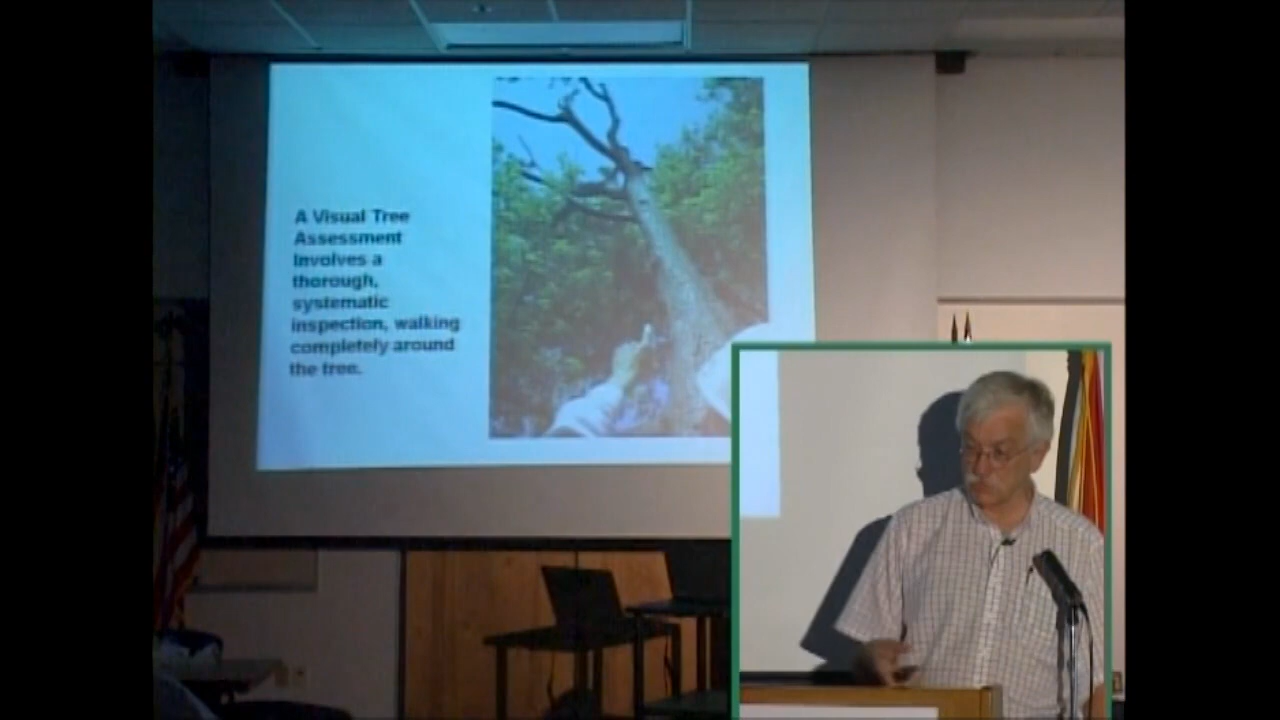 A Visual Tree
Assessment
Involves a
thorough,
systematic
inspection, walking
completely around
the tree.